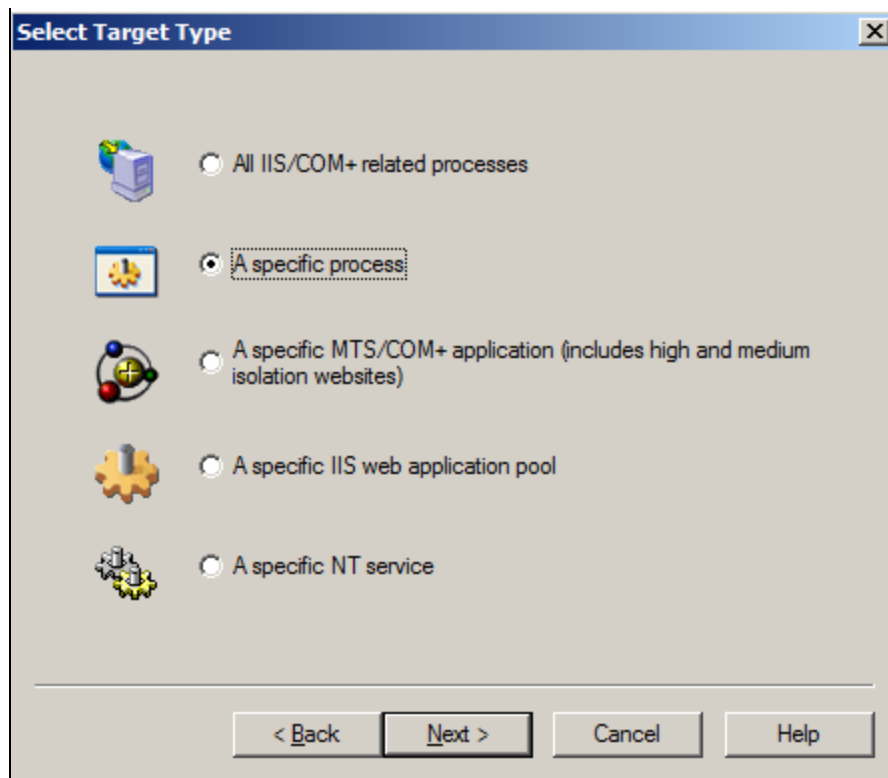 Select Target Type
All IIS/COM+ related processes
A specific process
A specific MTS/COM+ application (includes high and medium
isolation websites)
A specific IIS web application pool
A specific NT service
< Back Next > Cancel Help